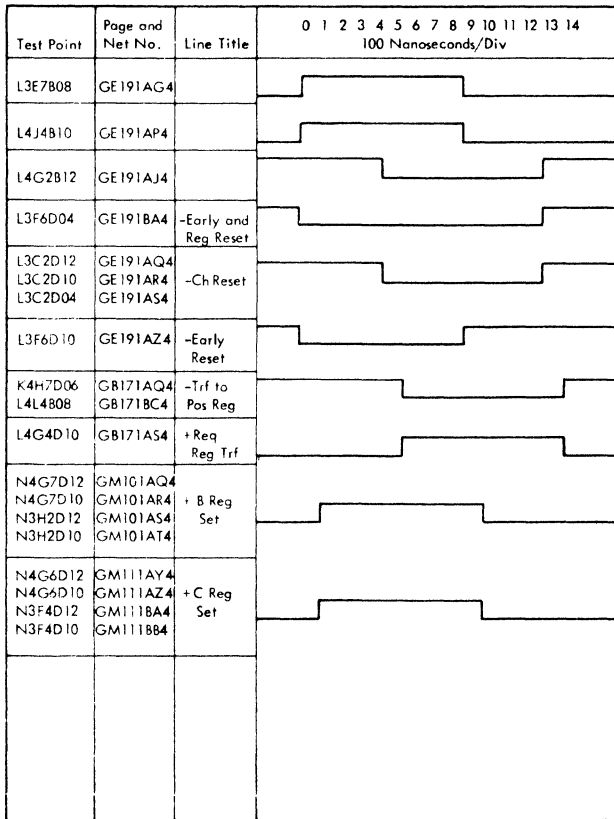 0 1 2 3 4 5 6 7 8 9 10 11 12 13 14
100 Nanoseconds/Div
Test Point
Page and
Net No.
Line Title
L3E7B08 GE191AG4
L4J4B10 GE191AP4
L4G2B12 GE191AJ4
L3F6D04 GE191BA4 -Early and
Reg Reset
L3C2D12 GE191AQ4
L3C2D10 GE191AR4 -Ch Reset
L3C2D04 GE191AS4
L3F6D10 GE191AZ4 -Early
Reset
K4H7D06 GB171AQ4 -Trf to
L4L4B08 GB171BC4 Pos Reg
L4G4D10 GB171AS4 +Req
Reg Trf
N4G7D12 GM101AQ4
N4G7D10 GM101AR4 + B Reg
N3H2D12 GM101AS4 Set
N3H2D10 GM101AT4
N4G6D12 GM111AY4
N4G6D10 GM111AZ4 +C Reg
N3F4D12 GM111BA4 Set
N3F4D10 GM111BB4